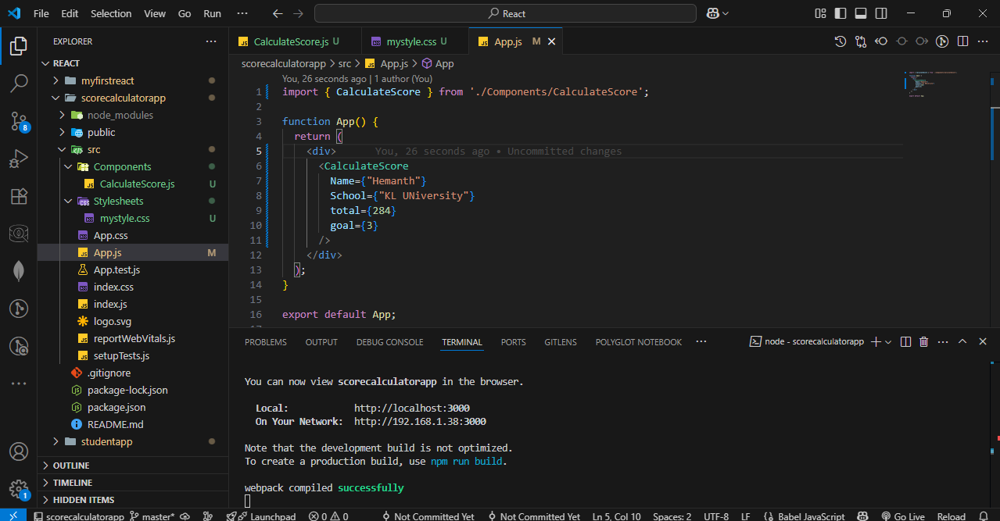 File Edit Selection View Go Run ··· React
EXPLORER ···
REACT
myfirstreact
scorecalculatorapp
node_modules
public
src
Components
CalculateScore.js U
Stylesheets
mystyle.css U
App.css
App.js M
App.test.js
index.css
index.js
logo.svg
reportWebVitals.js
setupTests.js
.gitignore
package-lock.json
package.json
README.md
studentapp
OUTLINE
TIMELINE
HIDDEN ITEMS
8
1
CalculateScore.js U mystyle.css U App.js M
scorecalculatorapp > src > App.js > App
You, 26 seconds ago | 1 author (You)
1 import { CalculateScore } from './Components/CalculateScore';
2
3 function App() {
4 return (
5 <div> You, 26 seconds ago • Uncommitted changes
6 <CalculateScore
7 Name={"Hemanth"}
8 School={"KL UNiversity"}
9 total={284}
10 goal={3}
11 />
12 </div>
13 );
14 }
15
16 export default App;
PROBLEMS OUTPUT DEBUG CONSOLE TERMINAL PORTS GITLENS POLYGLOT NOTEBOOK ··· node - scorecalculatorapp
You can now view scorecalculatorapp in the browser.
Local: http://localhost:3000
On Your Network: http://192.168.1.38:3000
Note that the development build is not optimized.
To create a production build, use npm run build.
webpack compiled successfully
scorecalculatorapp master* Launchpad 0 0 Not Committed Yet Not Committed Yet Ln 5, Col 10 Spaces: 2 UTF-8 LF {} Babel JavaScript Go Live Reload